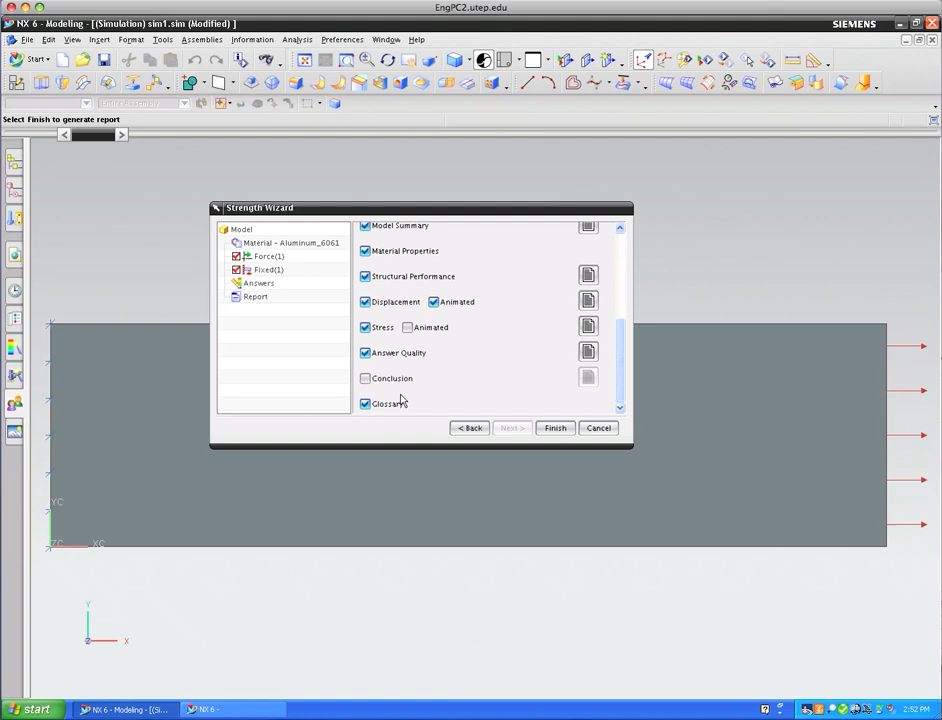 EngPC2.utep.edu
NX 6 - Modeling - [(Simulation) sim1.sim (Modified) ]
SIEMENS
File Edit View Insert Format Tools Assemblies Information Analysis Preferences Window Help
Start
Entire Assembly
Select Finish to generate report
Strength Wizard
Model
Material - Aluminum_6061
Force(1)
Fixed(1)
Answers
Report
Model Summary
Material Properties
Structural Performance
Displacement Animated
Stress Animated
Answer Quality
Conclusion
Glossary
< Back Next > Finish Cancel
YC
ZC XC
Y
Z X
start NX 6 - Modeling - [(Si... NX 6 - 2:52 PM